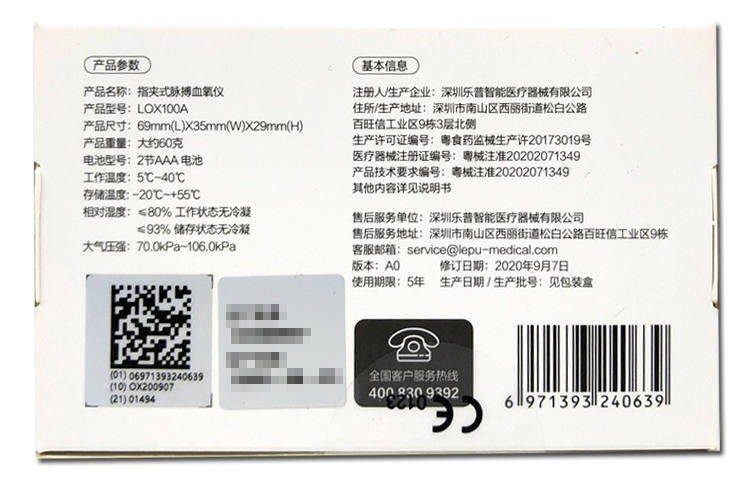 产品参数
产品名称：指夹式脉搏血氧仪
产品型号：LOX100A
产品尺寸：69mm(L)X35mm(W)X29mm(H)
产品重量：大约60克
电池型号：2节AAA 电池
工作温度：5℃~40℃
存储温度：-20℃~+55℃
相对湿度：≤80% 工作状态无冷凝
≤93% 储存状态无冷凝
大气压强：70.0kPa~106.0kPa
基本信息
注册人/生产企业：深圳乐普智能医疗器械有限公司
住所/生产地址：深圳市南山区西丽街道松白公路
百旺信工业区9栋3层北侧
生产许可证编号：粤食药监械生产许20173019号
医疗器械注册证编号：粤械注准20202071349
产品技术要求编号：粤械注准20202071349
其他内容详见说明书
售后服务单位：深圳乐普智能医疗器械有限公司
售后服务地址：深圳市南山区西丽街道松白公路百旺信工业区9栋
客服邮箱：service@lepu-medical.com
版本：A0 修订日期：2020年9月7日
使用期限：5年 生产日期/生产批号：见包装盒
(01) 06971393240639
(10) OX200907
(21) 01494
全国客户服务热线
400 830 9392
CE 0123
6 971393 240639